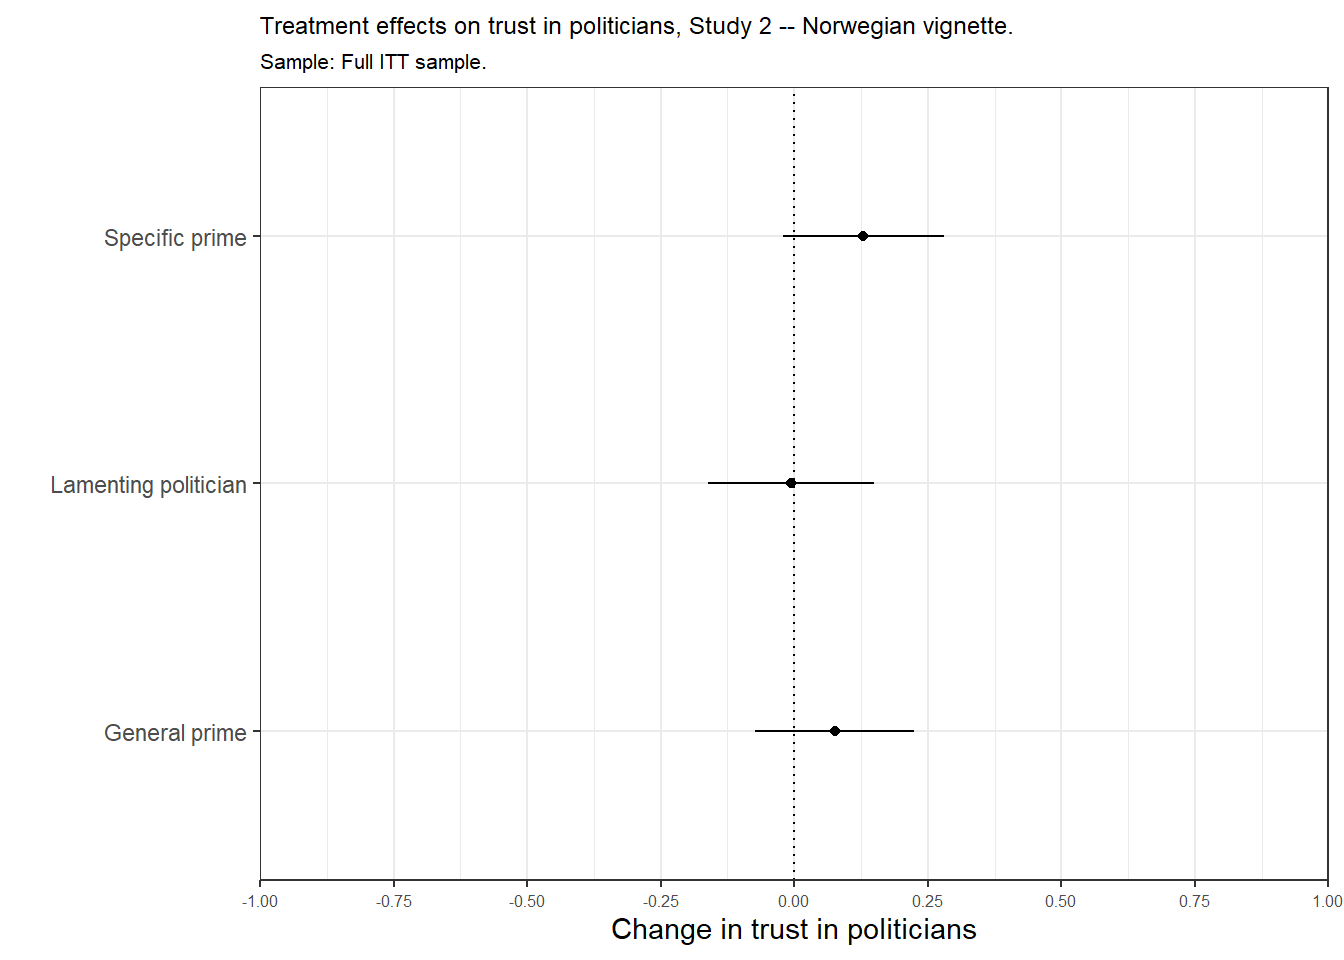 Treatment effects on trust in politicians, Study 2 -- Norwegian vignette.
Sample: Full ITT sample.
Specific prime
Lamenting politician
General prime
-1.00 -0.75 -0.50 -0.25 0.00 0.25 0.50 0.75 1.00
Change in trust in politicians